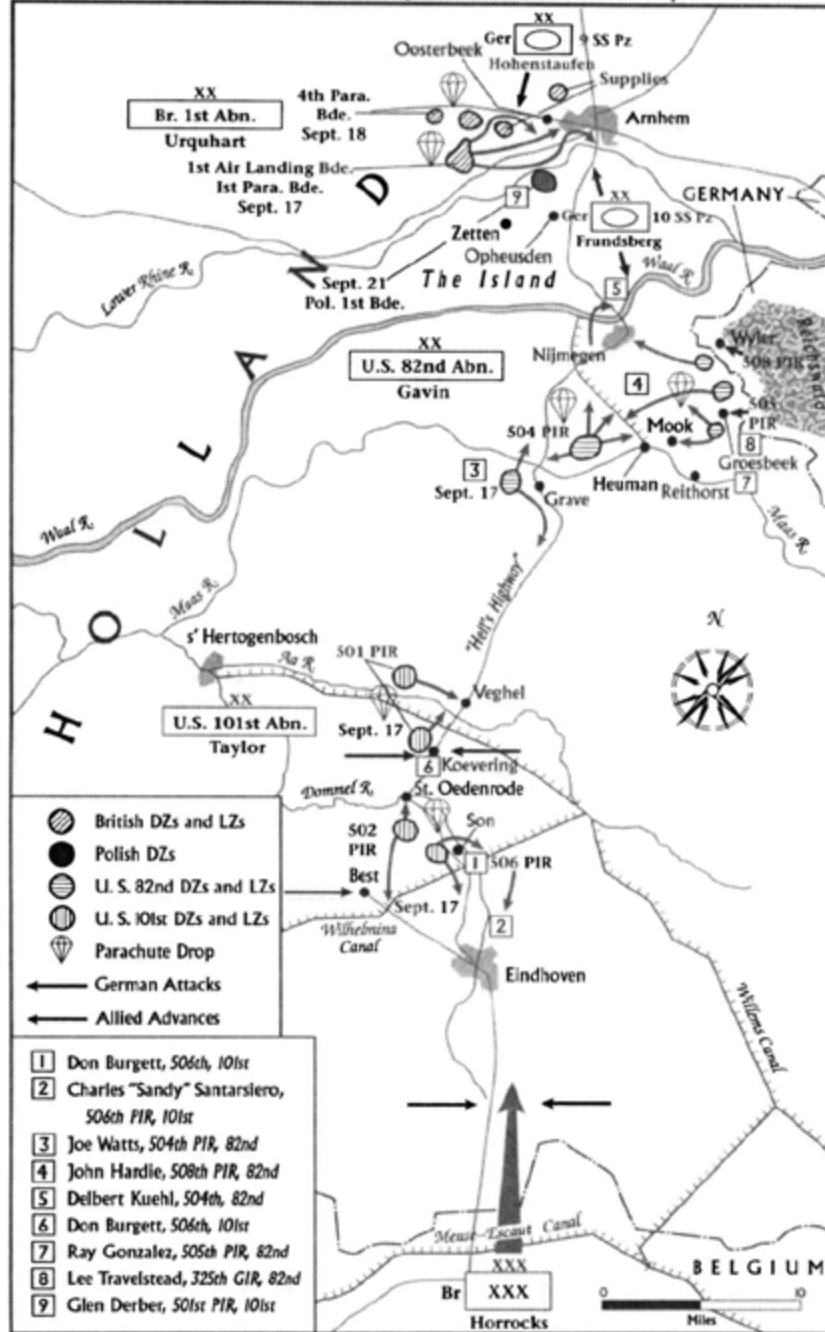 XX
Ger
9 SS Pz
Hohenstaufen
Oosterbeek
Supplies
XX
Br. 1st Abn.
Urquhart
4th Para.
Bde.
Sept. 18
Arnhem
1st Air Landing Bde.
1st Para. Bde.
Sept. 17
9
XX
Ger
10 SS Pz
Frundsberg
GERMANY
Zetten
Opheusden
Lower Rhine R.
Sept. 21
Pol. 1st Bde.
The Island
5
Waal R.
XX
U.S. 82nd Abn.
Gavin
Nijmegen
Wyler
508 PIR
Reichswald
4
504 PIR
Mook
503
PIR
8
Groesbeek
3
Sept. 17
Grave
Heuman
Reithorst
7
Waal R.
Maas R.
Maas R.
HOLLAND
"Hell's Highway"
N
s' Hertogenbosch
Aa R.
501 PIR
Veghel
XX
U.S. 101st Abn.
Taylor
Sept. 17
6
Koevering
Dommel R.
St. Oedenrode
502
PIR
Son
1
506 PIR
Best
Sept. 17
2
Wilhelmina
Canal
Eindhoven
Willems Canal
British DZs and LZs
Polish DZs
U. S. 82nd DZs and LZs
U. S. 101st DZs and LZs
Parachute Drop
German Attacks
Allied Advances
1 Don Burgett, 506th, 101st
2 Charles "Sandy" Santarsiero,
506th PIR, 101st
3 Joe Watts, 504th PIR, 82nd
4 John Hardie, 508th PIR, 82nd
5 Delbert Kuehl, 504th, 82nd
6 Don Burgett, 506th, 101st
7 Ray Gonzalez, 505th PIR, 82nd
8 Lee Travelstead, 325th GIR, 82nd
9 Glen Derber, 501st PIR, 101st
Meuse-Escaut Canal
BELGIUM
XXX
Br
XXX
Horrocks
0 10
Miles